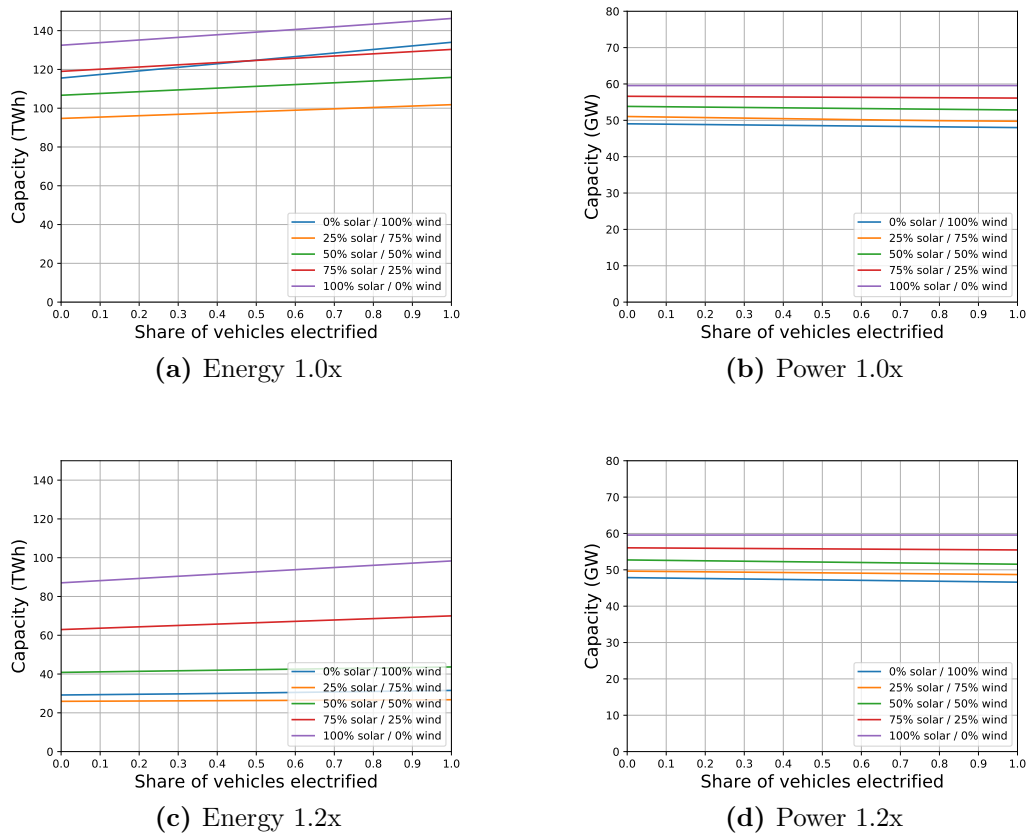 140
120
100
80
60
40
20
0
Capacity (TWh)
0% solar / 100% wind
25% solar / 75% wind
50% solar / 50% wind
75% solar / 25% wind
100% solar / 0% wind
0.0 0.1 0.2 0.3 0.4 0.5 0.6 0.7 0.8 0.9 1.0
Share of vehicles electrified
(a) Energy 1.0x
80
70
60
50
40
30
20
10
0
Capacity (GW)
0% solar / 100% wind
25% solar / 75% wind
50% solar / 50% wind
75% solar / 25% wind
100% solar / 0% wind
0.0 0.1 0.2 0.3 0.4 0.5 0.6 0.7 0.8 0.9 1.0
Share of vehicles electrified
(b) Power 1.0x
140
120
100
80
60
40
20
0
Capacity (TWh)
0% solar / 100% wind
25% solar / 75% wind
50% solar / 50% wind
75% solar / 25% wind
100% solar / 0% wind
0.0 0.1 0.2 0.3 0.4 0.5 0.6 0.7 0.8 0.9 1.0
Share of vehicles electrified
(c) Energy 1.2x
80
70
60
50
40
30
20
10
0
Capacity (GW)
0% solar / 100% wind
25% solar / 75% wind
50% solar / 50% wind
75% solar / 25% wind
100% solar / 0% wind
0.0 0.1 0.2 0.3 0.4 0.5 0.6 0.7 0.8 0.9 1.0
Share of vehicles electrified
(d) Power 1.2x